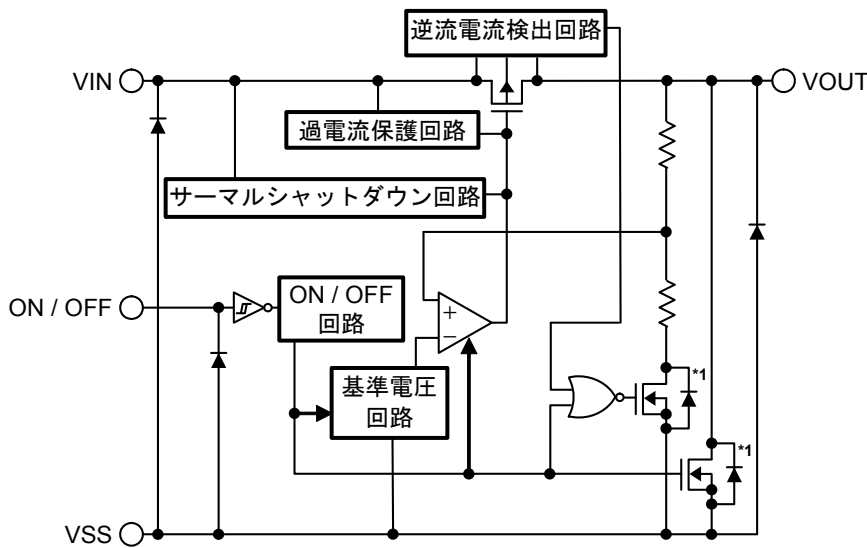 逆流電流検出回路
VIN
VOUT
過電流保護回路
サーマルシャットダウン回路
ON / OFF
ON / OFF
回路
+
−
基準電圧
回路
*1
*1
VSS